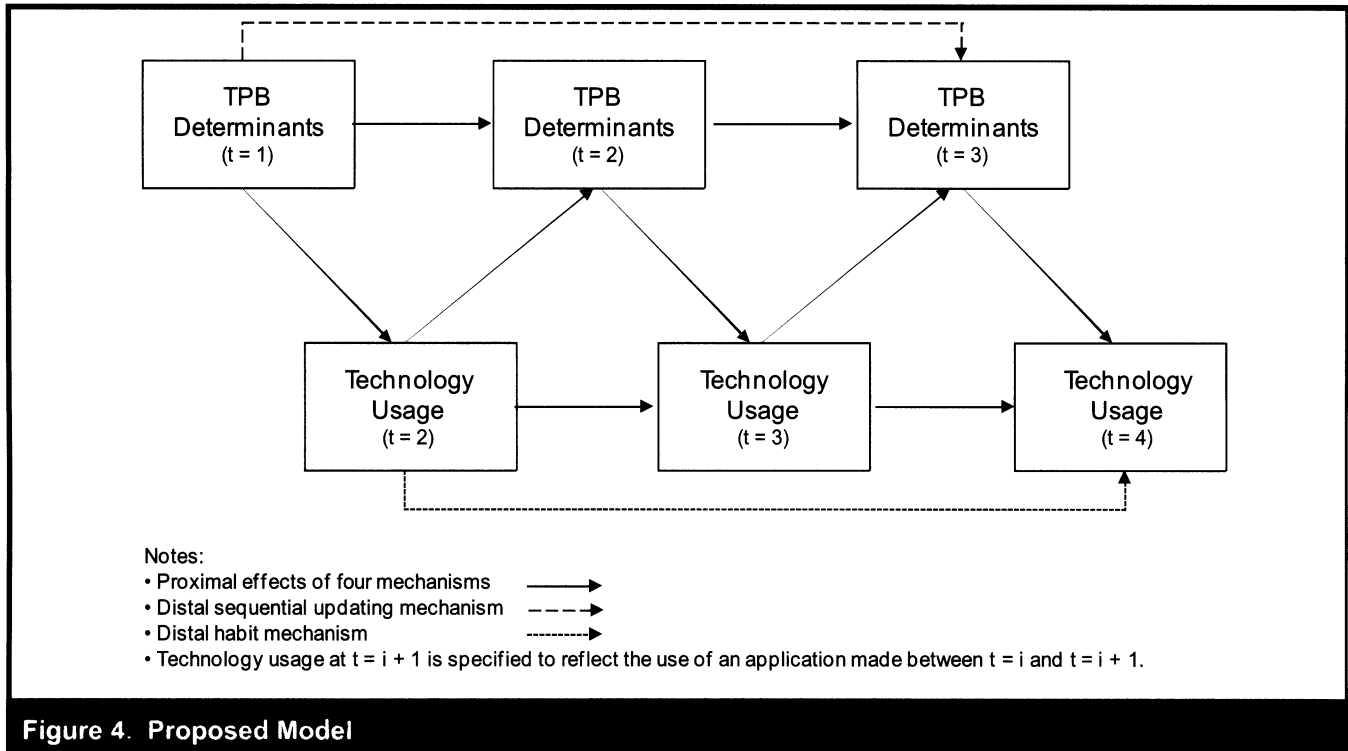 TPB
Determinants
(t = 1)
TPB
Determinants
(t = 2)
TPB
Determinants
(t = 3)
Technology
Usage
(t = 2)
Technology
Usage
(t = 3)
Technology
Usage
(t = 4)
Notes:
• Proximal effects of four mechanisms
• Distal sequential updating mechanism
• Distal habit mechanism
• Technology usage at t = i + 1 is specified to reflect the use of an application made between t = i and t = i + 1.
Figure 4. Proposed Model